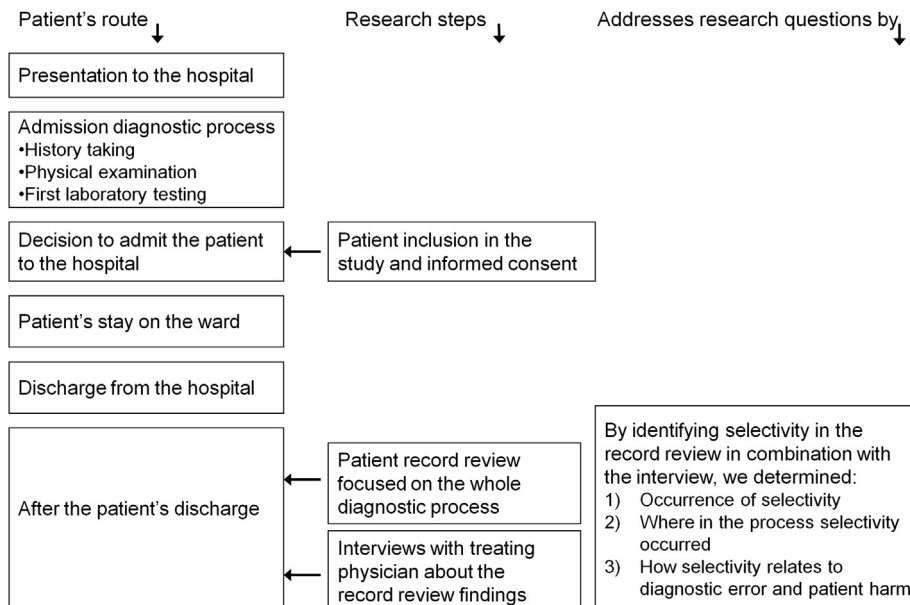 Patient's route
Research steps
Addresses research questions by
Presentation to the hospital
Admission diagnostic process
•History taking
•Physical examination
•First laboratory testing
Decision to admit the patient
to the hospital
Patient inclusion in the
study and informed consent
Patient's stay on the ward
Discharge from the hospital
After the patient's discharge
Patient record review
focused on the whole
diagnostic process
Interviews with treating
physician about the
record review findings
By identifying selectivity in the
record review in combination with
the interview, we determined:
1) Occurrence of selectivity
2) Where in the process selectivity
occurred
3) How selectivity relates to
diagnostic error and patient harm